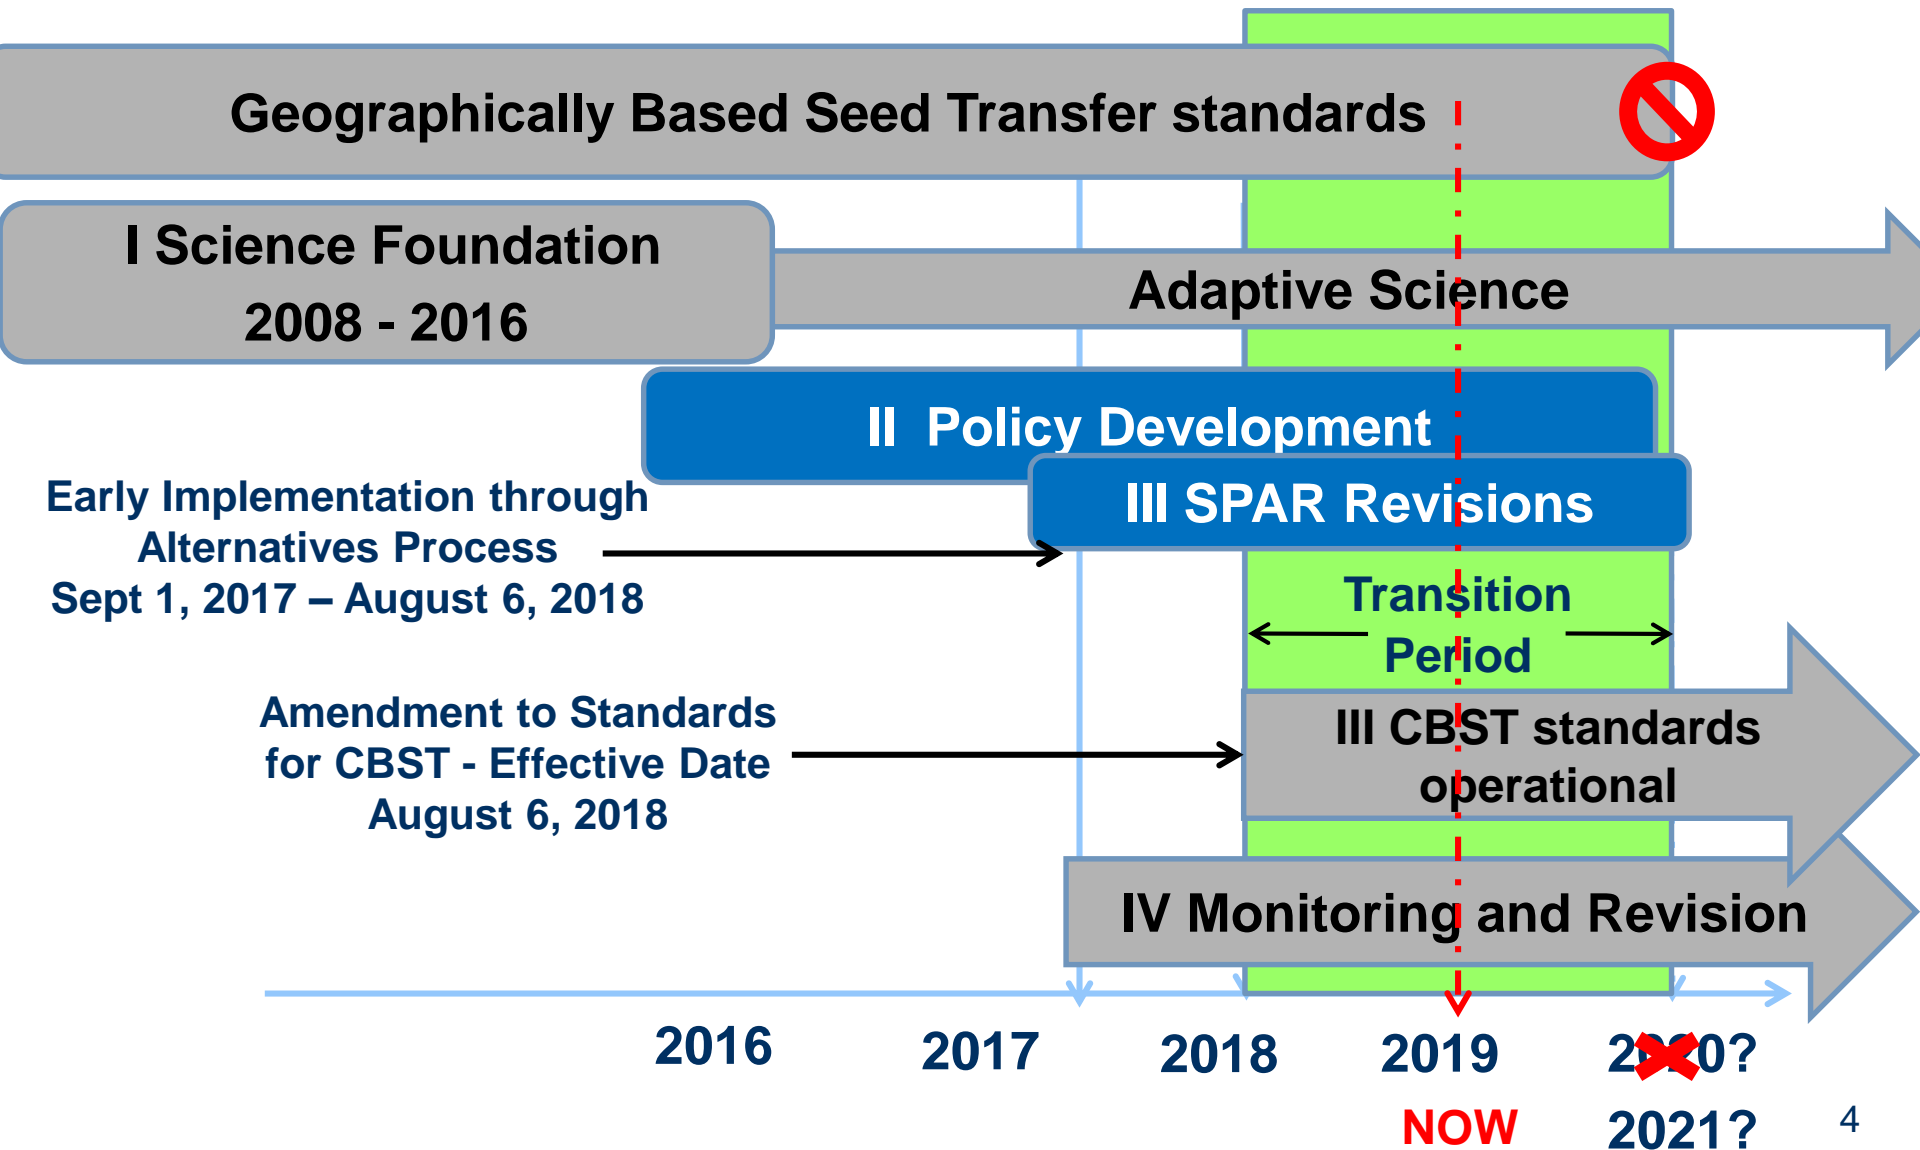 Geographically Based Seed Transfer standards
I Science Foundation
2008 - 2016
Adaptive Science
II Policy Development
III SPAR Revisions
Early Implementation through
Alternatives Process
Sept 1, 2017 – August 6, 2018
Transition
Period
Amendment to Standards
for CBST - Effective Date
August 6, 2018
III CBST standards
operational
IV Monitoring and Revision
2016
2017
2018
2019
2020?
NOW
2021?
4